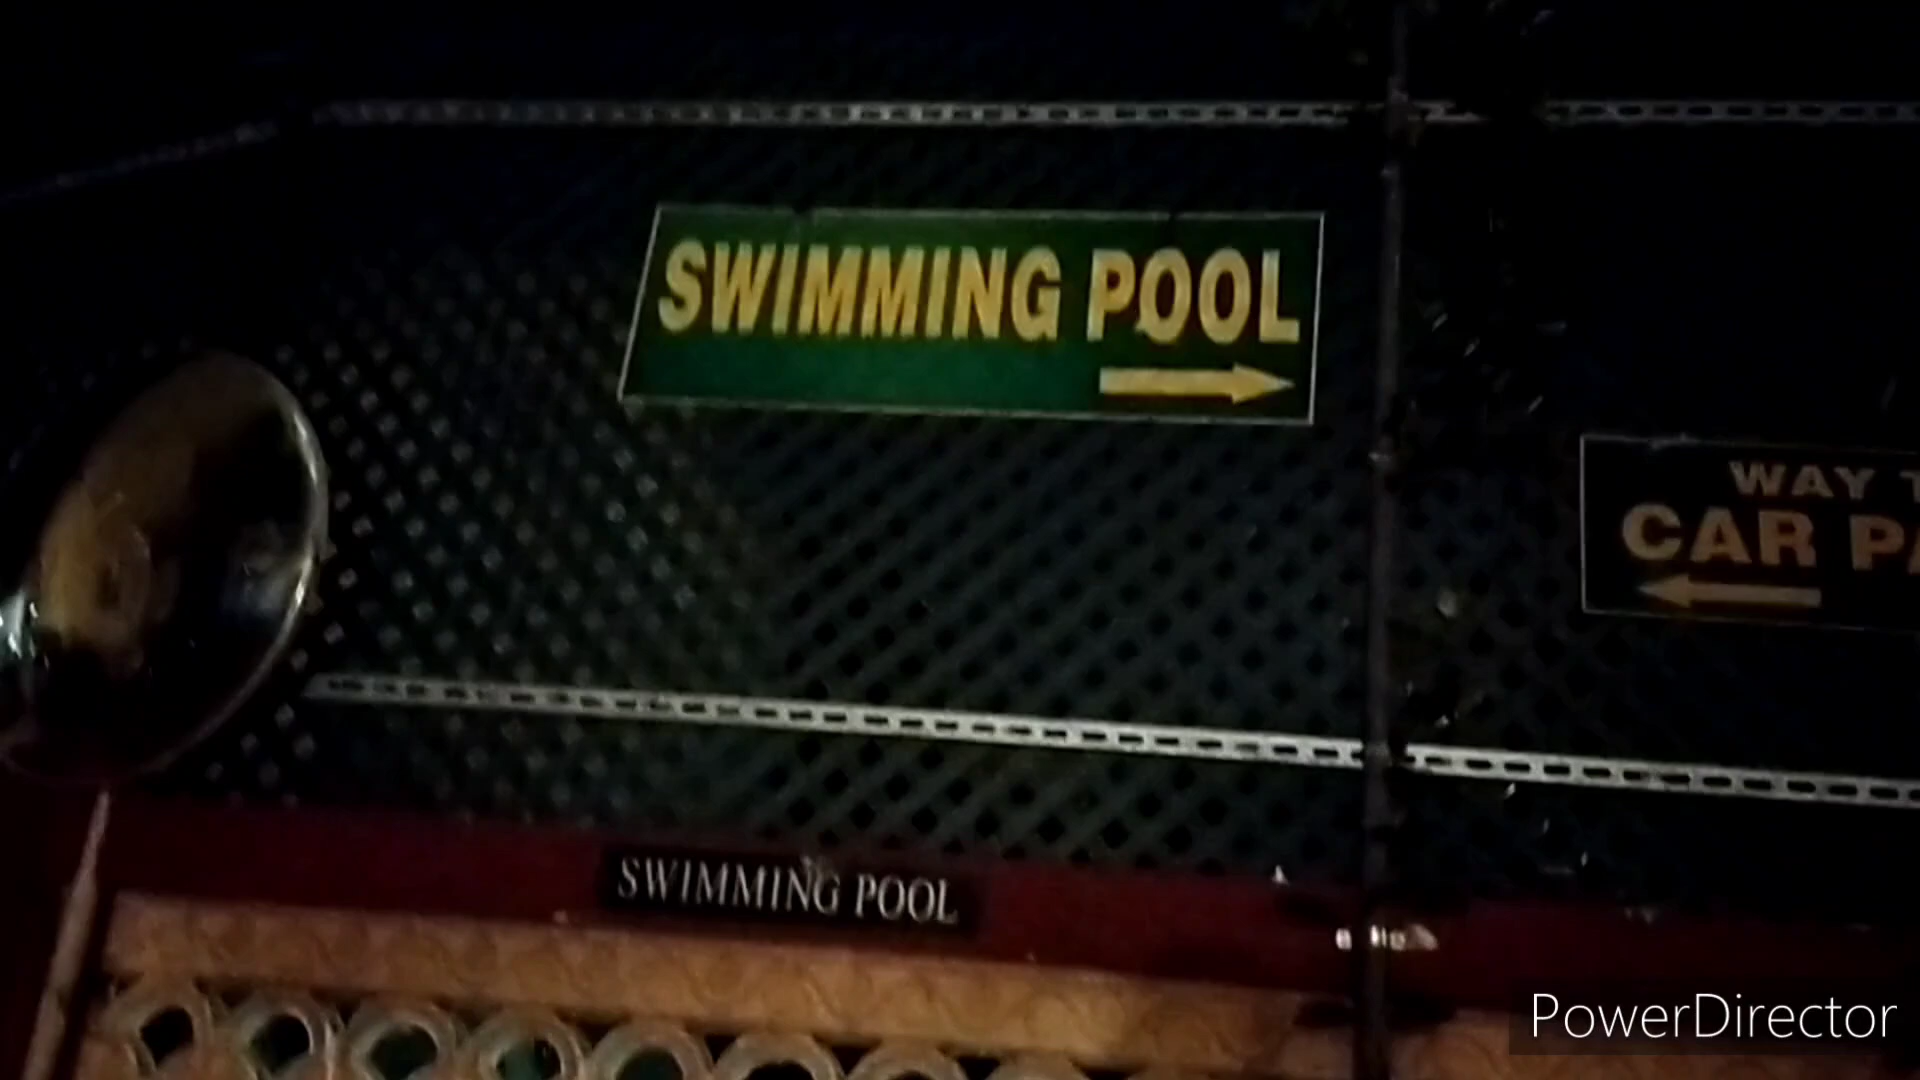 SWIMMING POOL
WAY
CAR
SWIMMING POOL
PowerDirector